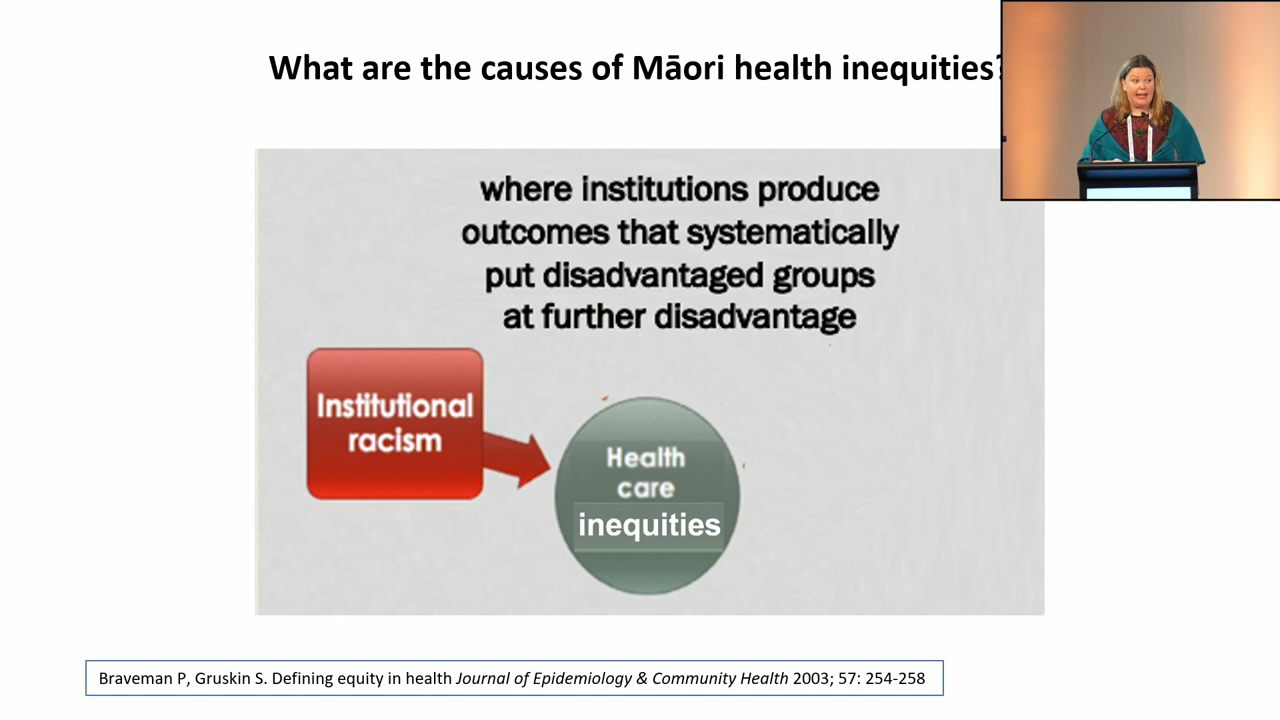 What are the causes of Māori health inequities?
where institutions produce
outcomes that systematically
put disadvantaged groups
at further disadvantage
Institutional
racism
Health
care
inequities
Braveman P, Gruskin S. Defining equity in health Journal of Epidemiology & Community Health 2003; 57: 254-258